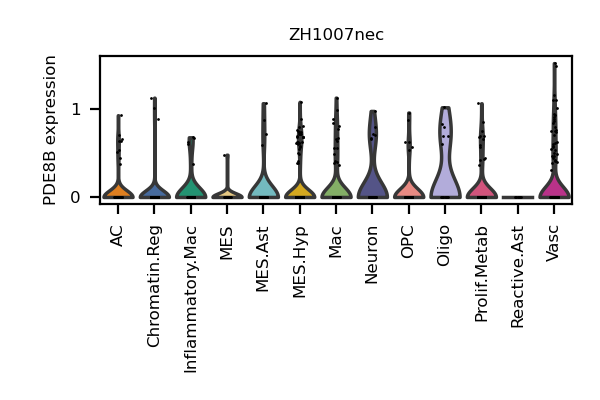 ZH1007nec
PDE8B expression
1
0
AC
Chromatin.Reg
Inflammatory.Mac
MES
MES.Ast
MES.Hyp
Mac
Neuron
OPC
Oligo
Prolif.Metab
Reactive.Ast
Vasc